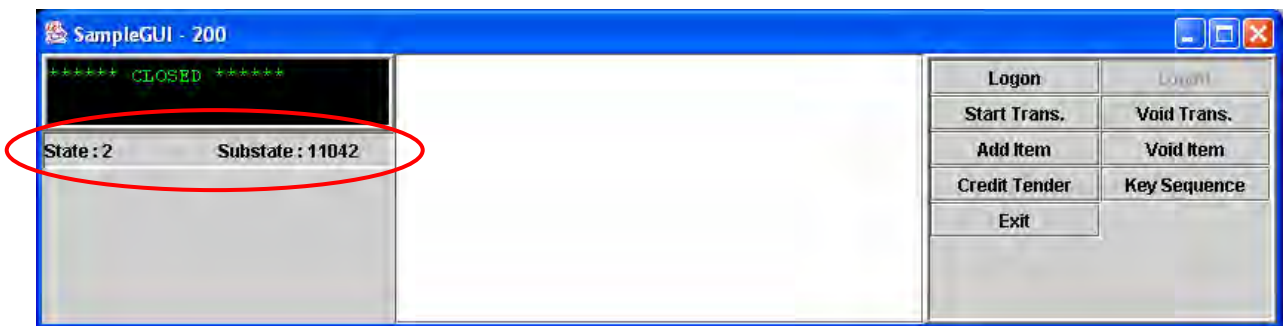 SampleGUI - 200
****** CLOSED ******
State : 2 Substate : 11042
Logon Logoff
Start Trans. Void Trans.
Add Item Void Item
Credit Tender Key Sequence
Exit